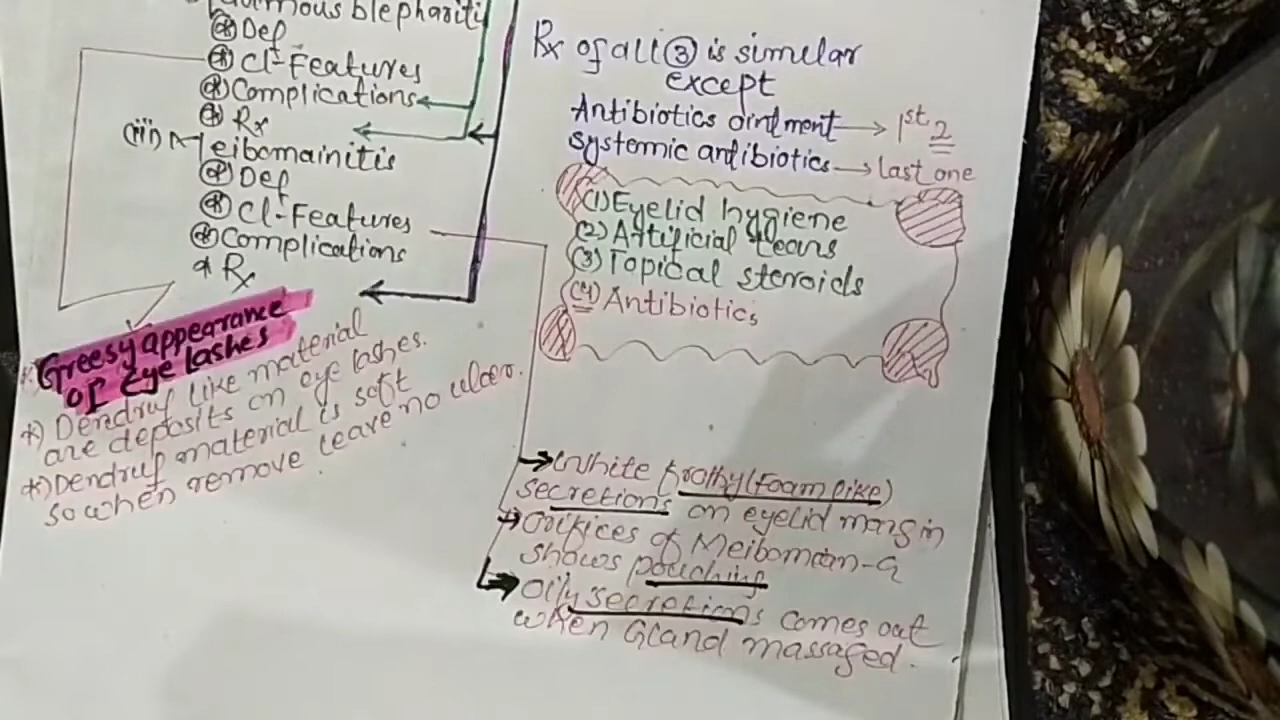 blephariti
* Def
* Cl-Features
* Complications
* Rx
(iii) Meibomainitis
* Def
* Cl-Features
* Complications
* Rx
Greesy appearance
of Eye lashes
*) Dendruf like material
are deposits on eye lashes.
*) Dendruf material is soft
so when remove leave no ulcer.
Rx of all ③ is similar
except
Antibiotics ointment → 1st 2
systemic antibiotics → last one
(1) Eyelid hygiene
(2) Artificial tears
(3) Topical steroids
(4) Antibiotics
→ White frothy (Foam like)
secretions on eyelid margin
→ Orifices of Meibomian-G
shows pouching
→ Oily secretions comes out
when Gland massaged.